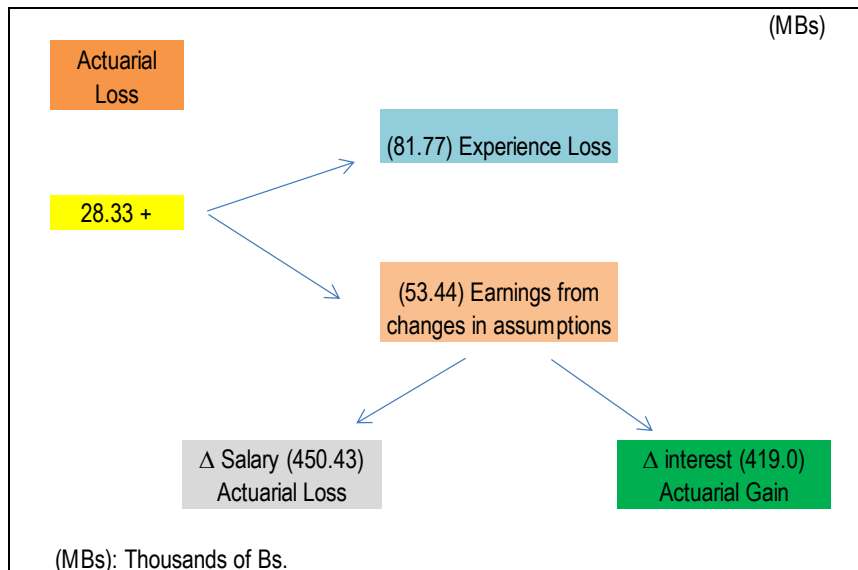 (MBs)
Actuarial
Loss
(81.77) Experience Loss
28.33 +
(53.44) Earnings from
changes in assumptions
Δ Salary (450.43)
Actuarial Loss
Δ interest (419.0)
Actuarial Gain
(MBs): Thousands of Bs.